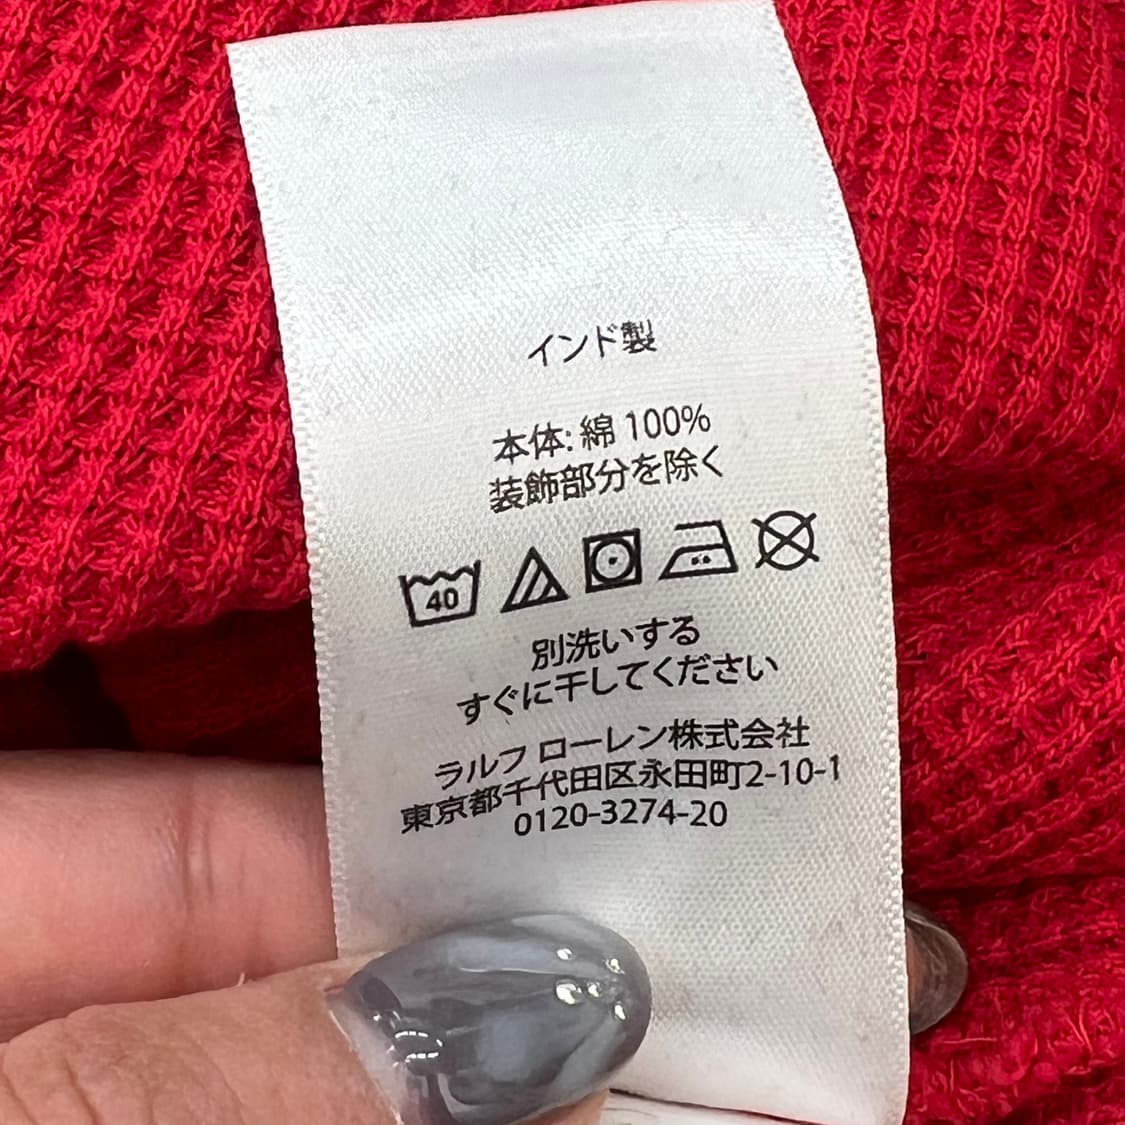 インド製
本体: 綿 100%
装飾部分を除く
40
別洗いする
すぐに干してください
ラルフ ローレン株式会社
東京都千代田区永田町2-10-1
0120-3274-20